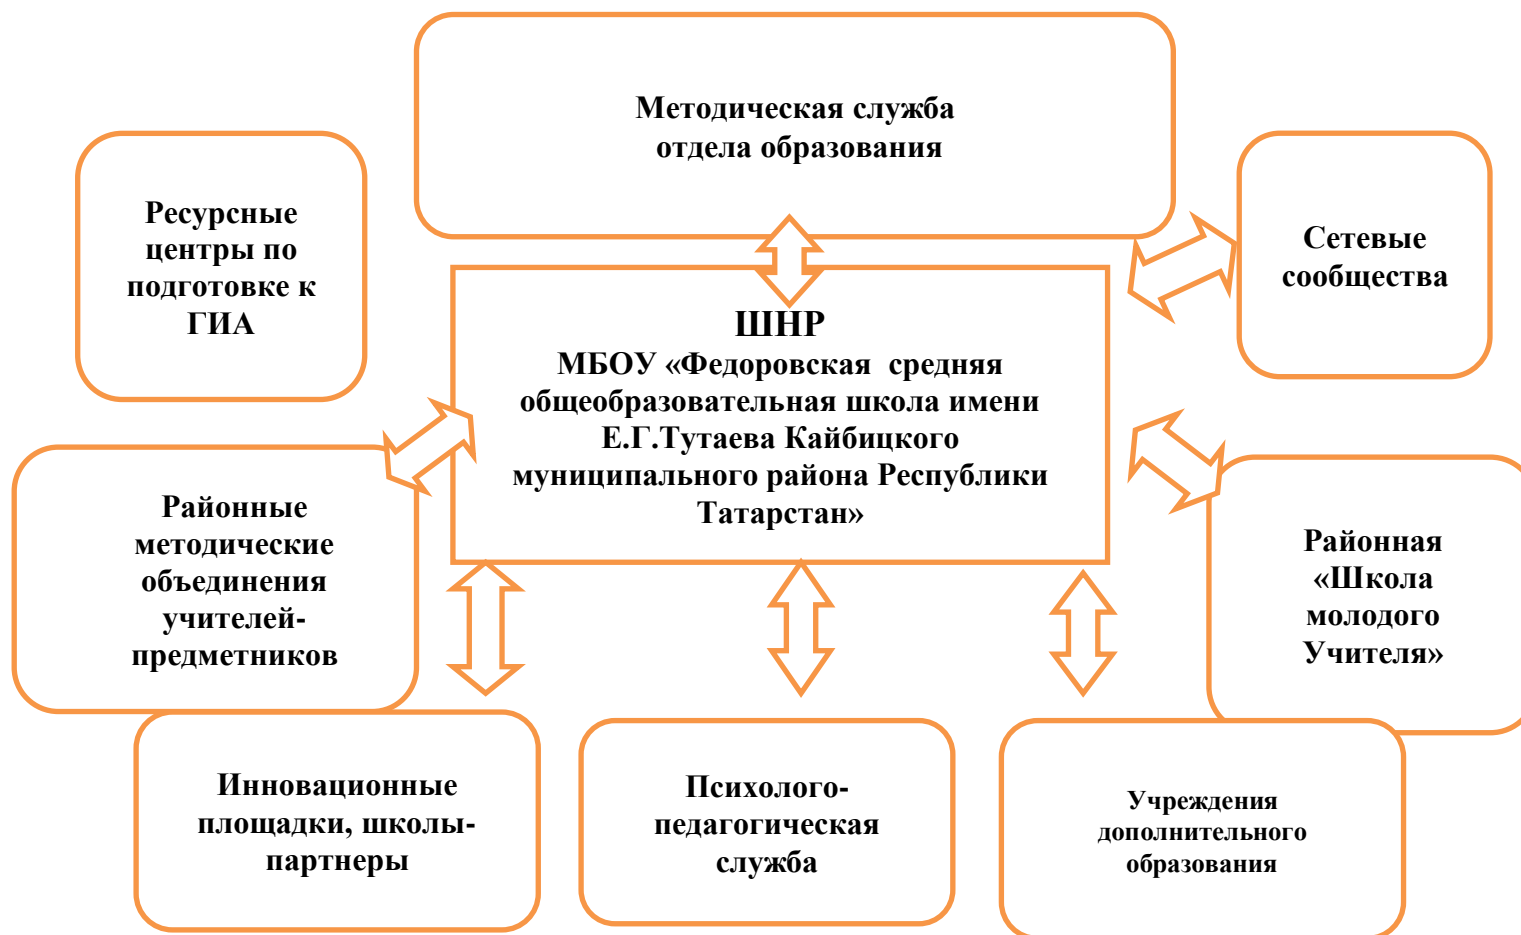 Методическая служба
отдела образования
Ресурсные
центры по
подготовке к
ГИА
Сетевые
сообщества
ШНР
МБОУ «Федоровская средняя
общеобразовательная школа имени
Е.Г.Тутаева Кайбицкого
муниципального района Республики
Татарстан»
Районные
методические
объединения
учителей-
предметников
Районная
«Школа
молодого
Учителя»
Инновационные
площадки, школы-
партнеры
Психолого-
педагогическая
служба
Учреждения
дополнительного
образования